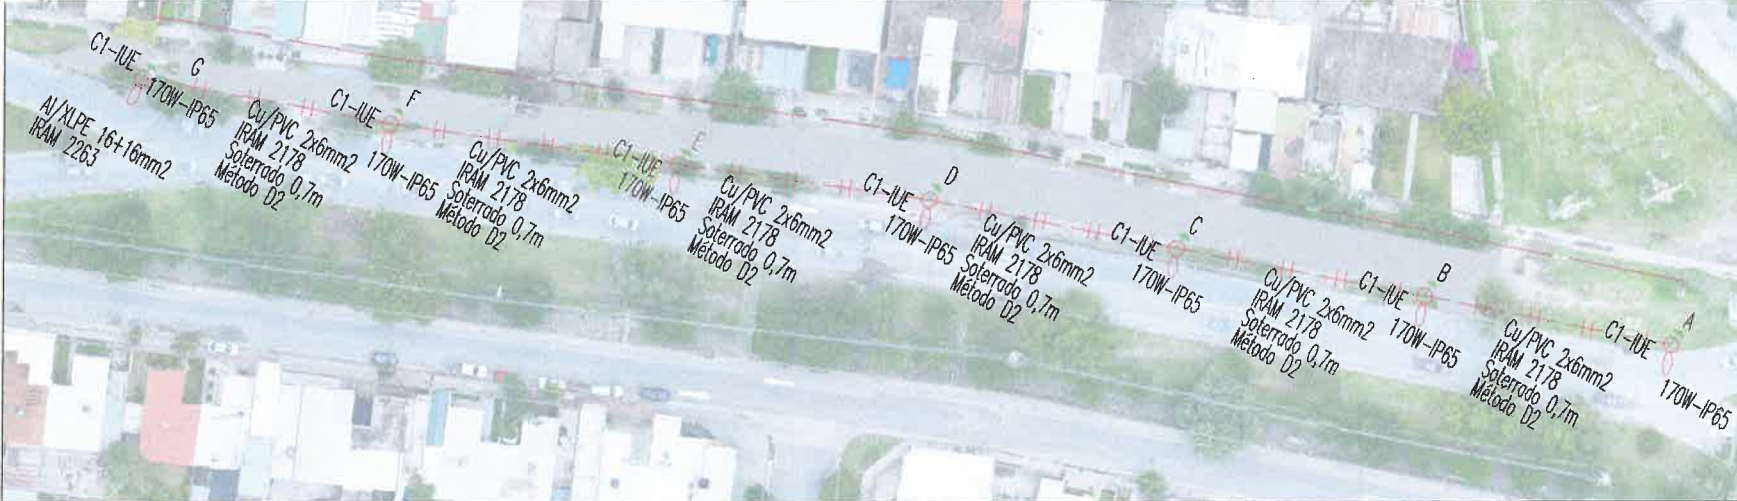 C1-IUE
G
170W-IP65
Al/XLPE 16+16mm2
IRAM 2263
Cu/PVC 2x6mm2
IRAM 2178
Soterrado 0,7m
Método D2
C1-IUE
F
170W-IP65
Cu/PVC 2x6mm2
IRAM 2178
Soterrado 0,7m
Método D2
C1-IUE
E
170W-IP65
Cu/PVC 2x6mm2
IRAM 2178
Soterrado 0,7m
Método D2
C1-IUE
D
170W-IP65
Cu/PVC 2x6mm2
IRAM 2178
Soterrado 0,7m
Método D2
C1-IUE
C
170W-IP65
Cu/PVC 2x6mm2
IRAM 2178
Soterrado 0,7m
Método D2
C1-IUE
B
170W-IP65
Cu/PVC 2x6mm2
IRAM 2178
Soterrado 0,7m
Método D2
C1-IUE
A
170W-IP65